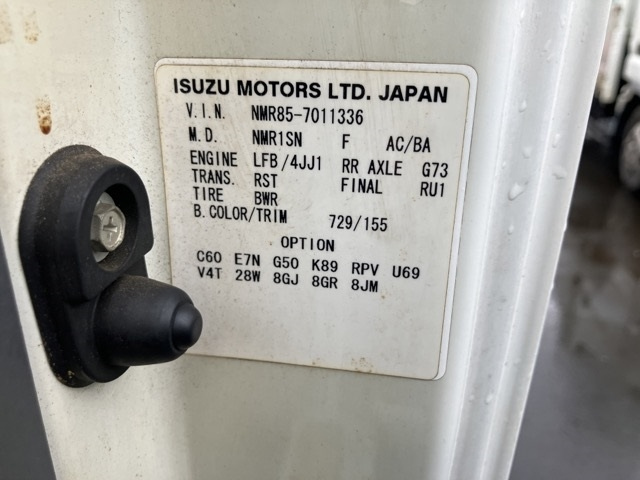 ISUZU MOTORS LTD. JAPAN
V.I.N. NMR85-7011336
M.D. NMR1SN F AC/BA
ENGINE LFB/4JJ1 RR AXLE G73
TRANS. RST FINAL RU1
TIRE BWR
B.COLOR/TRIM 729/155
OPTION
C60 E7N G50 K89 RPV U69
V4T 28W 8GJ 8GR 8JM